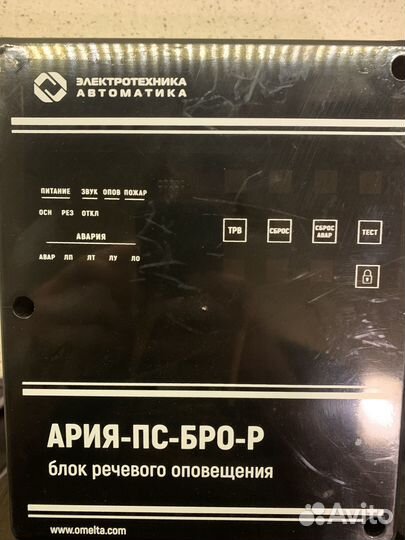 ЭЛЕКТРОТЕХНИКА
АВТОМАТИКА
ПИТАНИЕ ЗВУК ОПОВ ПОЖАР
ОСН РЕЗ ОТКЛ
АВАРИЯ
АВАР ЛП ЛТ ЛУ ЛО
ТРВ
СБРОС
СБРОС
АВАР
ТЕСТ
АРИЯ-ПС-БРО-Р
блок речевого оповещения
www.omelta.com
Avito